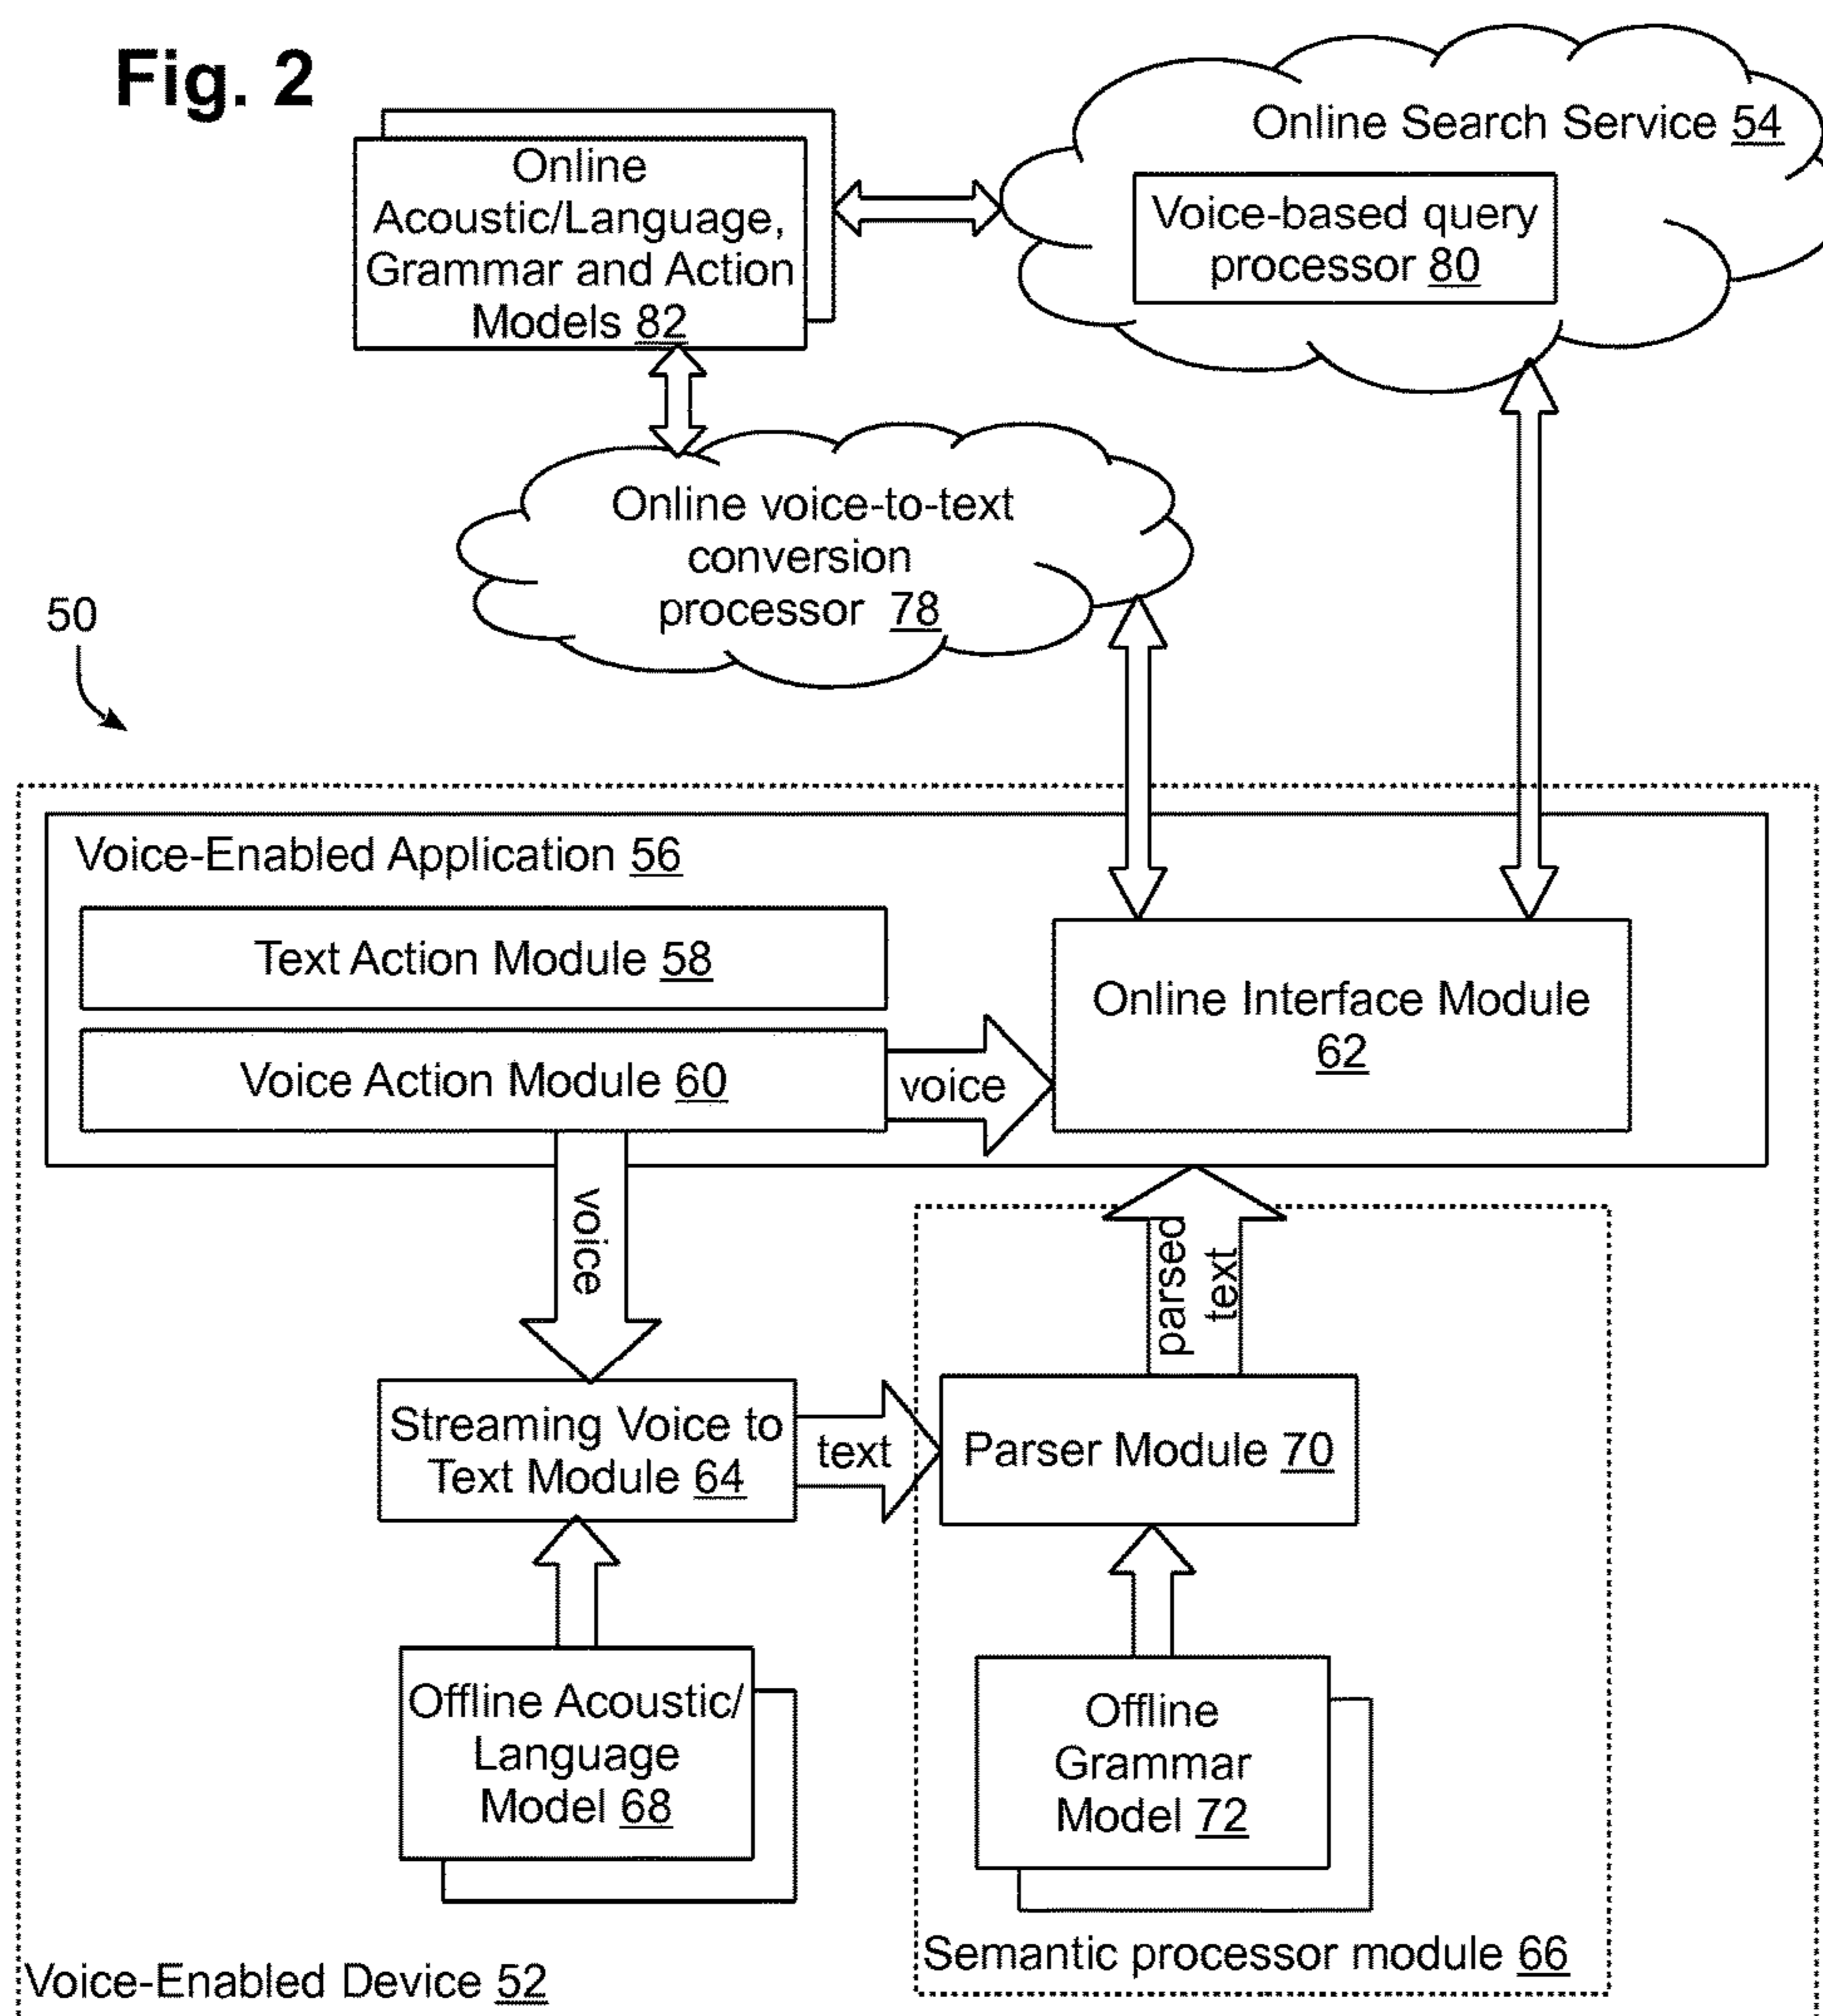 Fig. 2
Online
Acoustic/Language,
Grammar and Action
Models 82
Online Search Service 54
Voice-based query
processor 80
Online voice-to-text
conversion
processor 78
50
Voice-Enabled Application 56
Text Action Module 58
Voice Action Module 60
voice
Online Interface Module
62
voice
parsed
text
Streaming Voice to
Text Module 64
text
Parser Module 70
Offline Acoustic/
Language
Model 68
Offline
Grammar
Model 72
Semantic processor module 66
Voice-Enabled Device 52